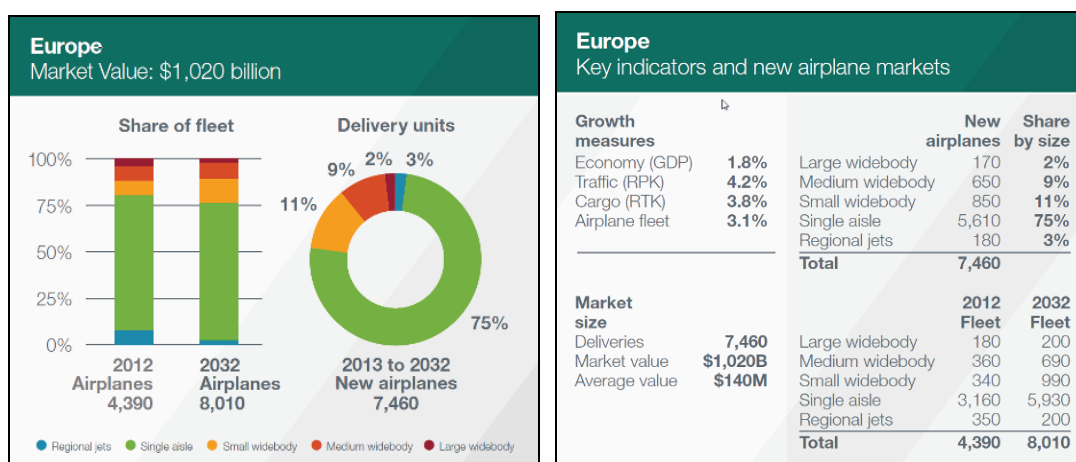 Europe
Market Value: $1,020 billion
Share of fleet
100%
75%
50%
25%
0%
2012
Airplanes
4,390
2032
Airplanes
8,010
Delivery units
11%
9%
2%
3%
75%
2013 to 2032
New airplanes
7,460
Regional jets
Single aisle
Small widebody
Medium widebody
Large widebody
Europe
Key indicators and new airplane markets
Growth
measures
Economy (GDP) 1.8%
Traffic (RPK) 4.2%
Cargo (RTK) 3.8%
Airplane fleet 3.1%
Market
size
Deliveries 7,460
Market value $1,020B
Average value $140M
New Share
airplanes by size
Large widebody 170 2%
Medium widebody 650 9%
Small widebody 850 11%
Single aisle 5,610 75%
Regional jets 180 3%
Total 7,460
2012 2032
Fleet Fleet
Large widebody 180 200
Medium widebody 360 690
Small widebody 340 990
Single aisle 3,160 5,930
Regional jets 350 200
Total 4,390 8,010